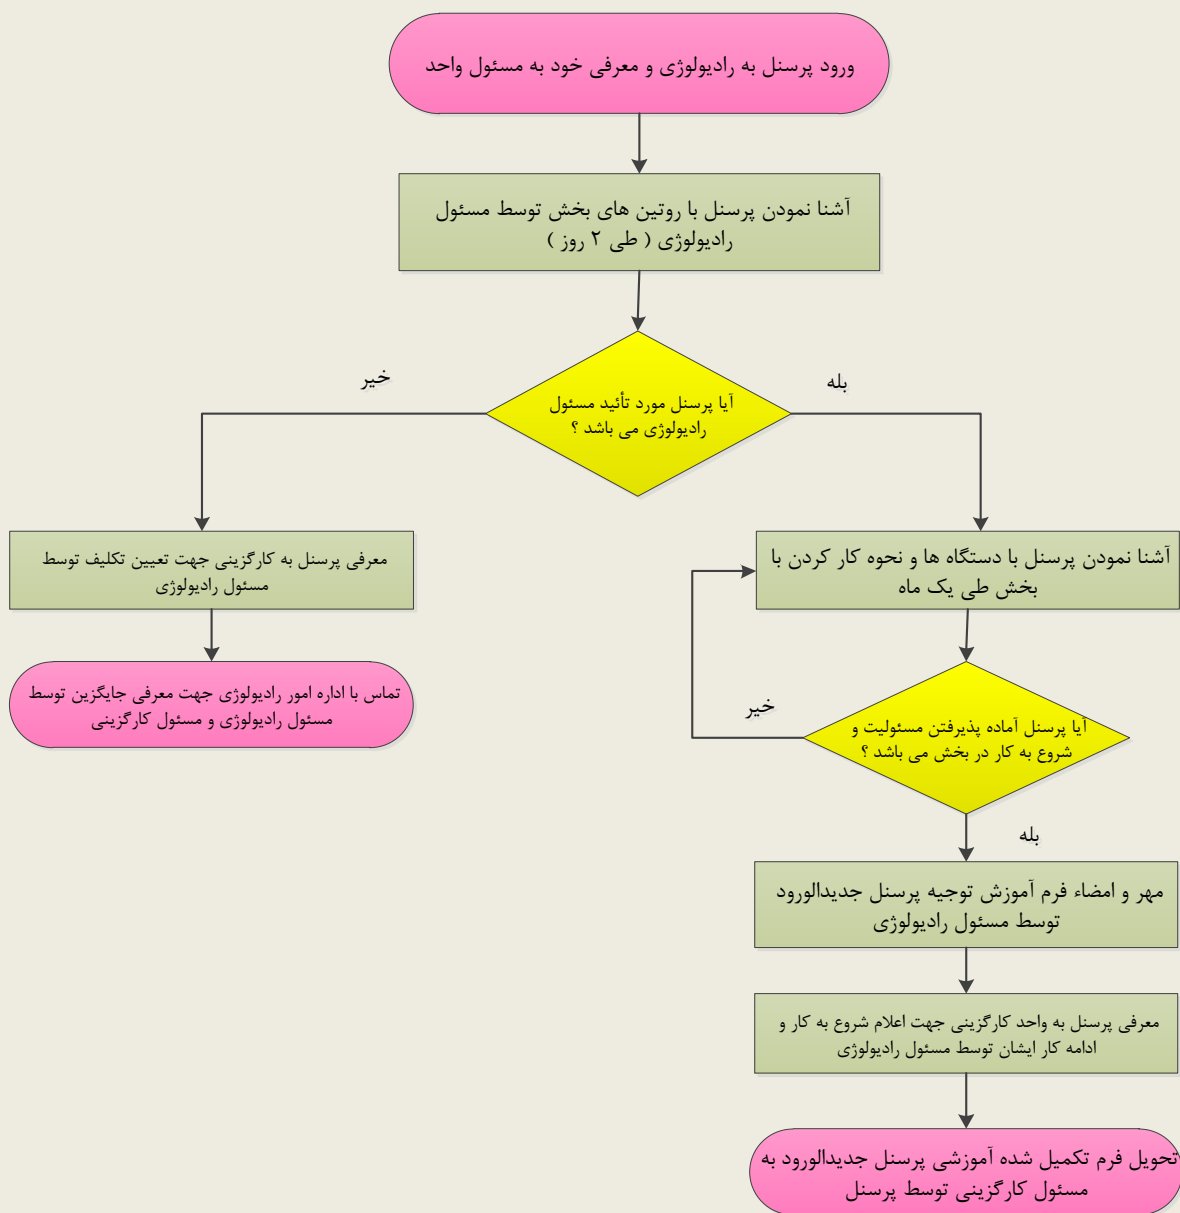 ورود پرسنل به رادیولوژی و معرفی خود به مسئول واحد
آشنا نمودن پرسنل با روتین های بخش توسط مسئول
رادیولوژی ( طی ۲ روز )
خیر
بله
آیا پرسنل مورد تأئید مسئول
رادیولوژی می باشد ؟
آشنا نمودن پرسنل با دستگاه ها و نحوه کار کردن با
بخش طی یک ماه
معرفی پرسنل به کارگزینی جهت تعیین تکلیف توسط
مسئول رادیولوژی
تماس با اداره امور رادیولوژی جهت معرفی جایگزین توسط
مسئول رادیولوژی و مسئول کارگزینی
خیر
آیا پرسنل آماده پذیرفتن مسئولیت و
شروع به کار در بخش می باشد ؟
بله
مهر و امضاء فرم آموزش توجیه پرسنل جدیدالورود
توسط مسئول رادیولوژی
معرفی پرسنل به واحد کارگزینی جهت اعلام شروع به کار و
ادامه کار ایشان توسط مسئول رادیولوژی
تحویل فرم تکمیل شده آموزشی پرسنل جدیدالورود به
مسئول کارگزینی توسط پرسنل